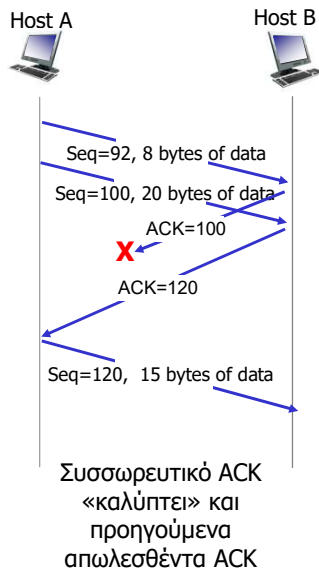 Host A
Host B
Seq=92, 8 bytes of data
Seq=100, 20 bytes of data
ACK=100
X
ACK=120
Seq=120, 15 bytes of data
Συσσωρευτικό ACK
«καλύπτει» και
προηγούμενα
απωλεσθέντα ACK